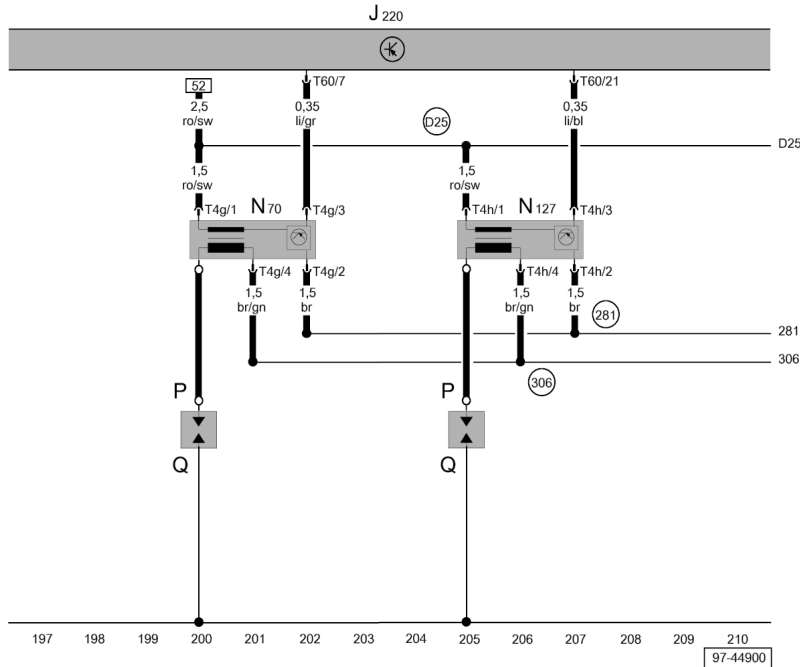 J 220
52
T60/7
T60/21
2,5
ro/sw
0,35
li/gr
D25
0,35
li/bl
D25
1,5
ro/sw
1,5
ro/sw
T4g/1
N 70
T4g/3
T4h/1
N 127
T4h/3
T4g/4
T4g/2
T4h/4
T4h/2
1,5
br/gn
1,5
br
1,5
br/gn
1,5
br
281
281
306
306
P
P
Q
Q
197 198 199 200 201 202 203 204 205 206 207 208 209 210
97-44900